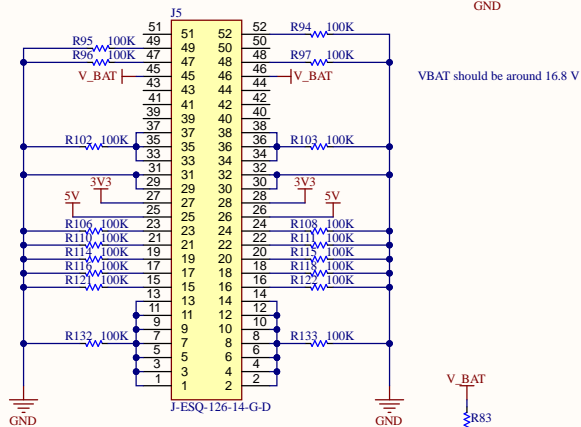 GND
J5
51 51 52 52 R94 100K
R95 100K 49 49 50 50
R96 100K 47 47 48 48 R97 100K
V_BAT 45 45 46 46 V_BAT
VBAT should be around 16.8 V
43 43 44 44
41 41 42 42
39 39 40 40
37 37 38 38
R102 100K 35 35 36 36 R103 100K
33 33 34 34
31 31 32 32
29 29 30 30
3V3 27 27 28 28 3V3
5V 25 25 26 26 5V
R106 100K 23 23 24 24 R108 100K
R110 100K 21 21 22 22 R111 100K
R114 100K 19 19 20 20 R115 100K
R116 100K 17 17 18 18 R118 100K
R121 100K 15 15 16 16 R122 100K
13 13 14 14
11 11 12 12
9 9 10 10
R132 100K 7 7 8 8 R133 100K
5 5 6 6
3 3 4 4
1 1 2 2
J-ESQ-126-14-G-D
GND
GND
V_BAT
R83